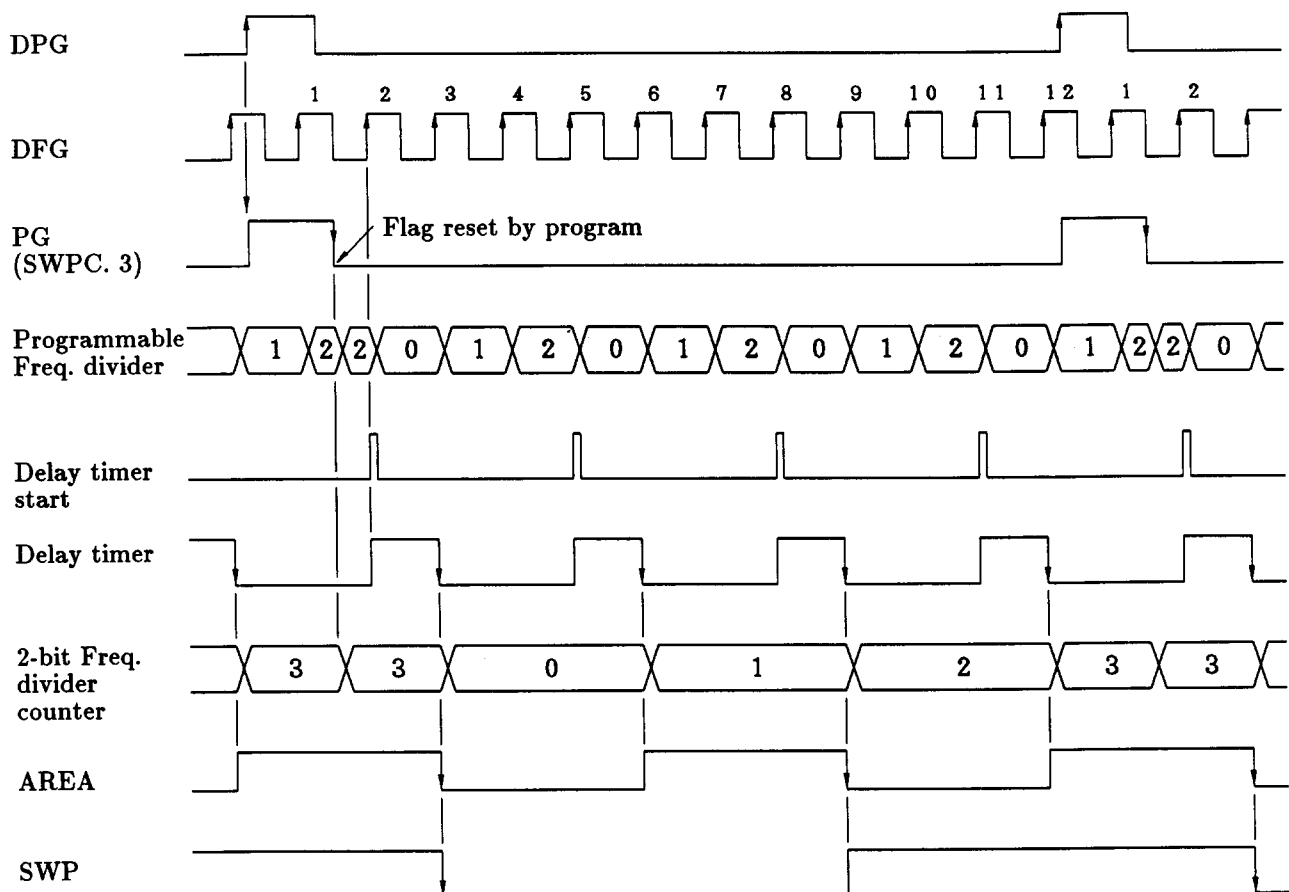 DPG
1 2 3 4 5 6 7 8 9 10 11 12 1 2
DFG
Flag reset by program
PG
(SWPC. 3)
Programmable
Freq. divider
1 2 2 0 1 2 0 1 2 0 1 2 0 1 2 2 0
Delay timer
start
Delay timer
2-bit Freq.
divider
counter
3 3 0 1 2 3 3
AREA
SWP